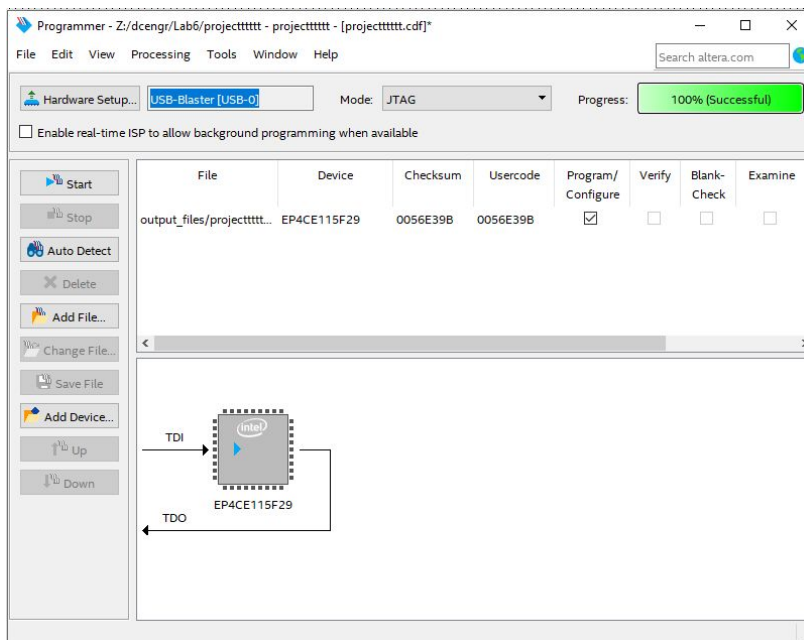 Programmer - Z:/dcengr/Lab6/projectttttt - projectttttt - [projectttttt.cdf]*
File Edit View Processing Tools Window Help
Search altera.com
Hardware Setup... USB-Blaster [USB-0] Mode: JTAG Progress: 100% (Successful)
Enable real-time ISP to allow background programming when available
Start
Stop
Auto Detect
Delete
Add File...
Change File...
Save File
Add Device...
Up
Down
File Device Checksum Usercode Program/ Verify Blank- Examine
Configure Check
output_files/projecttttt... EP4CE115F29 0056E39B 0056E39B
TDI
intel
EP4CE115F29
TDO